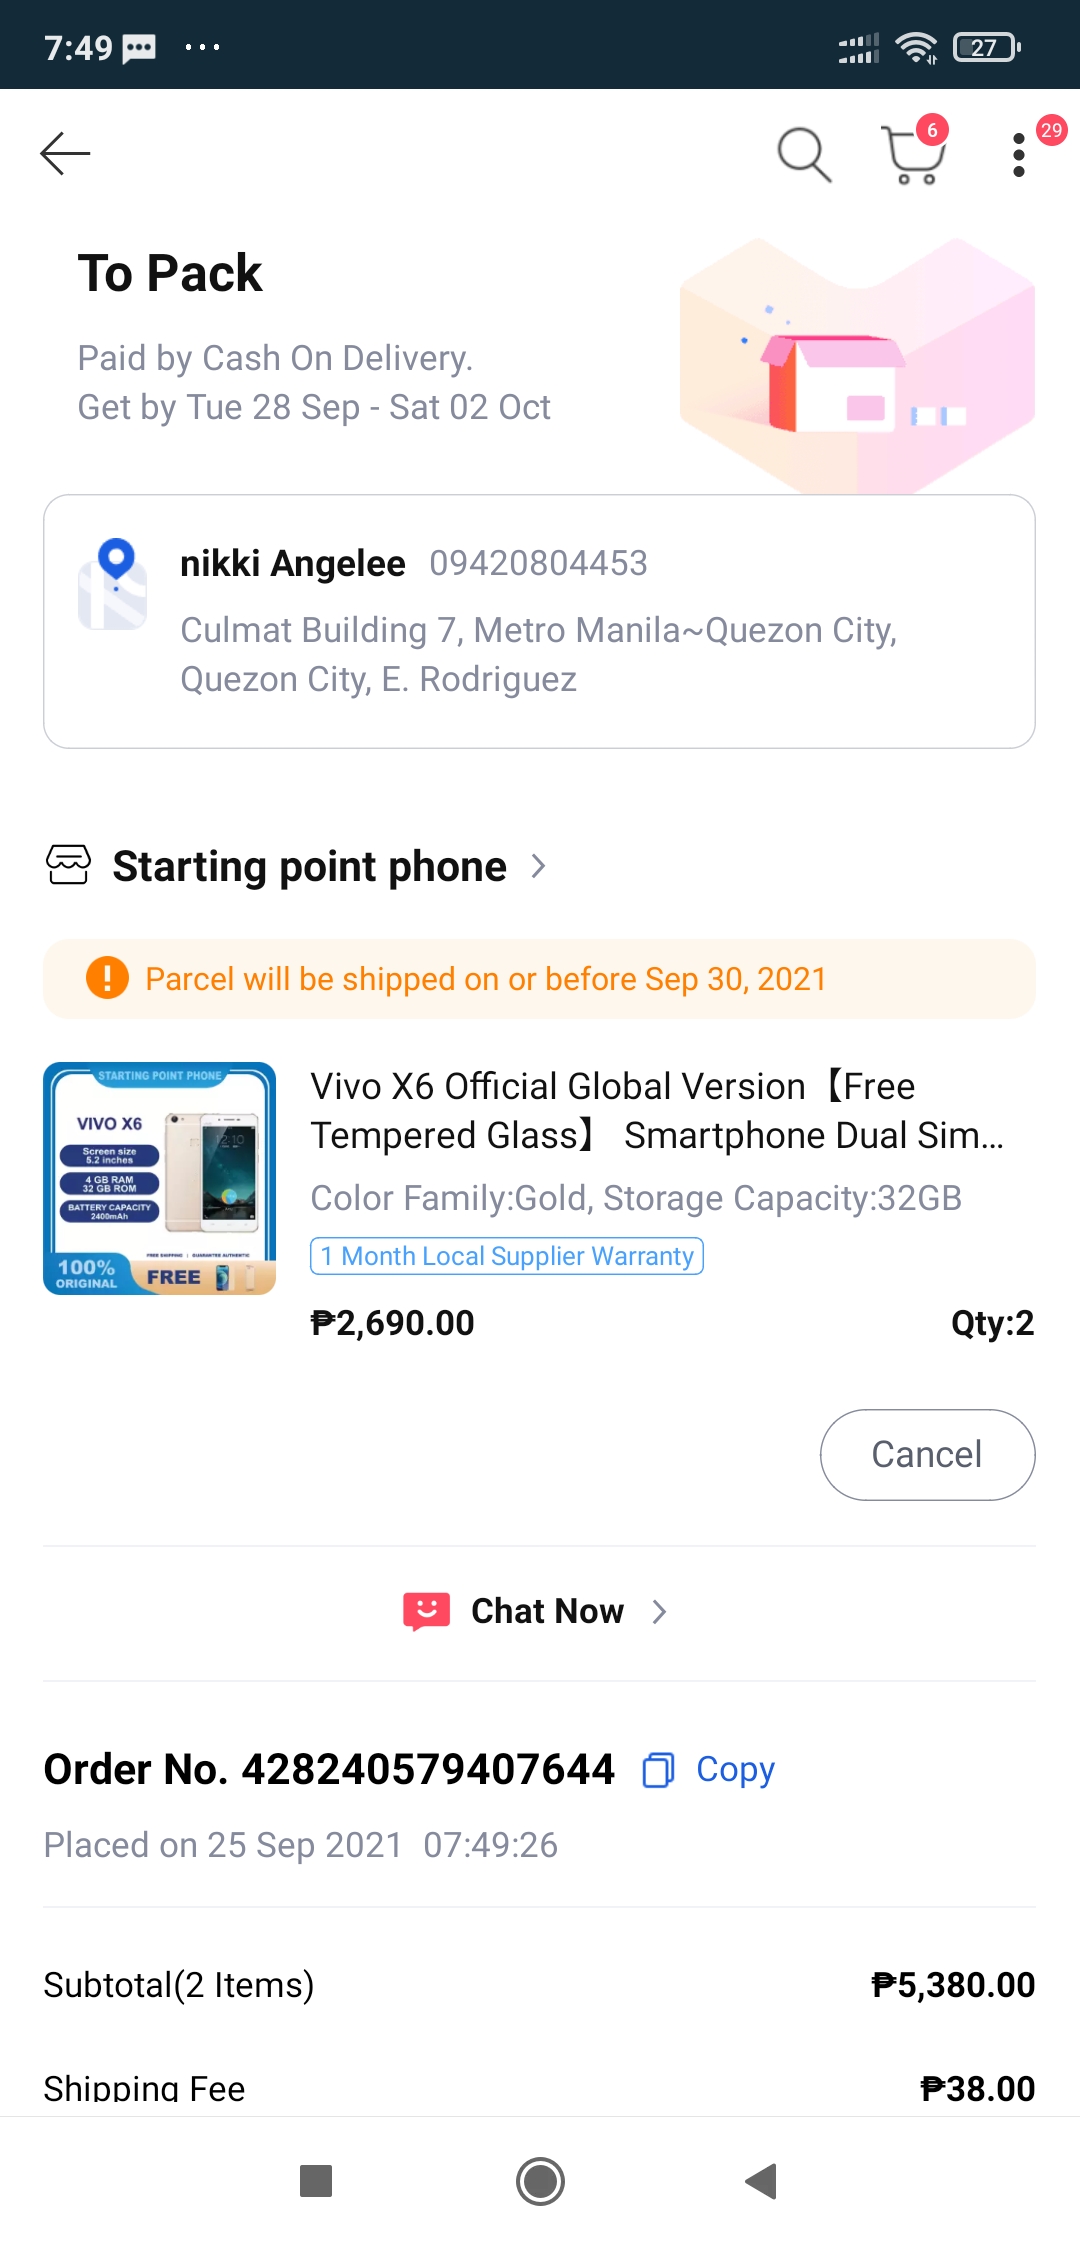 7:49
27
6
29
To Pack
Paid by Cash On Delivery.
Get by Tue 28 Sep - Sat 02 Oct
nikki Angelee 09420804453
Culmat Building 7, Metro Manila~Quezon City,
Quezon City, E. Rodriguez
Starting point phone
Parcel will be shipped on or before Sep 30, 2021
STARTING POINT PHONE
VIVO X6
Screen size
5.2 inches
4 GB RAM
32 GB ROM
BATTERY CAPACITY
2400mAh
12:10
FREE SHIPPING | GUARANTEE AUTHENTIC
100%
ORIGINAL
FREE
Vivo X6 Official Global Version【Free
Tempered Glass】 Smartphone Dual Sim...
Color Family:Gold, Storage Capacity:32GB
1 Month Local Supplier Warranty
₱2,690.00 Qty:2
Cancel
Chat Now
Order No. 428240579407644 Copy
Placed on 25 Sep 2021 07:49:26
Subtotal(2 Items) ₱5,380.00
Shipping Fee ₱38.00